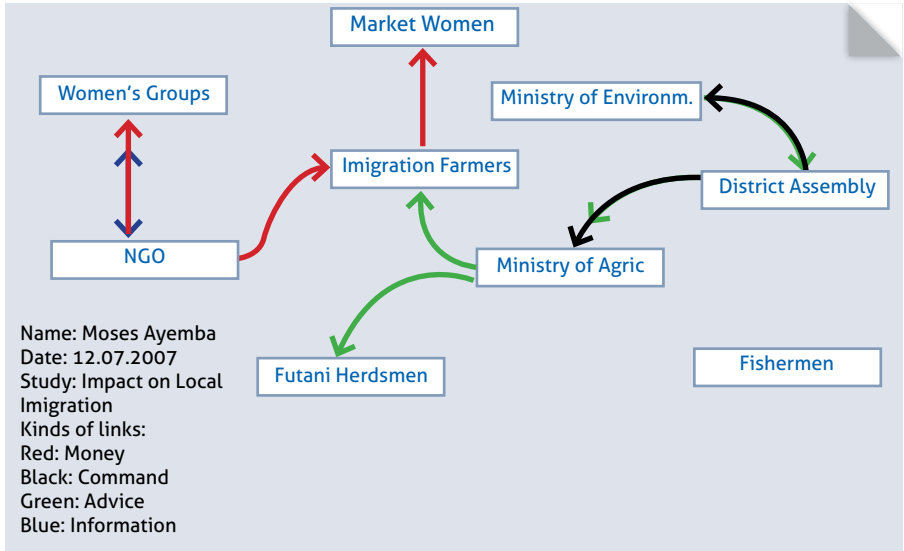 Market Women
Women's Groups
Ministry of Environm.
Imigration Farmers
District Assembly
NGO
Ministry of Agric
Futani Herdsmen
Fishermen
Name: Moses Ayemba
Date: 12.07.2007
Study: Impact on Local
Imigration
Kinds of links:
Red: Money
Black: Command
Green: Advice
Blue: Information